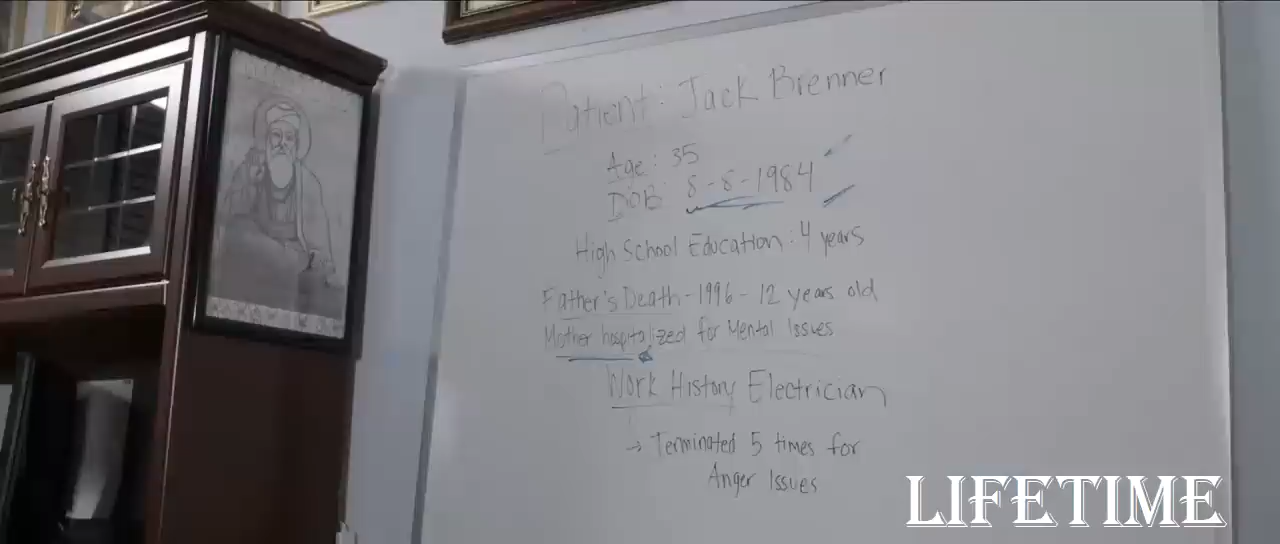 Patient: Jack Brenner
Age: 35
DOB: 8-8-1984
High School Education: 4 years
Father's Death - 1996 - 12 years old
Mother hospitalized for Mental Issues
Work History Electrician
→ Terminated 5 times for
Anger Issues
LIFETIME